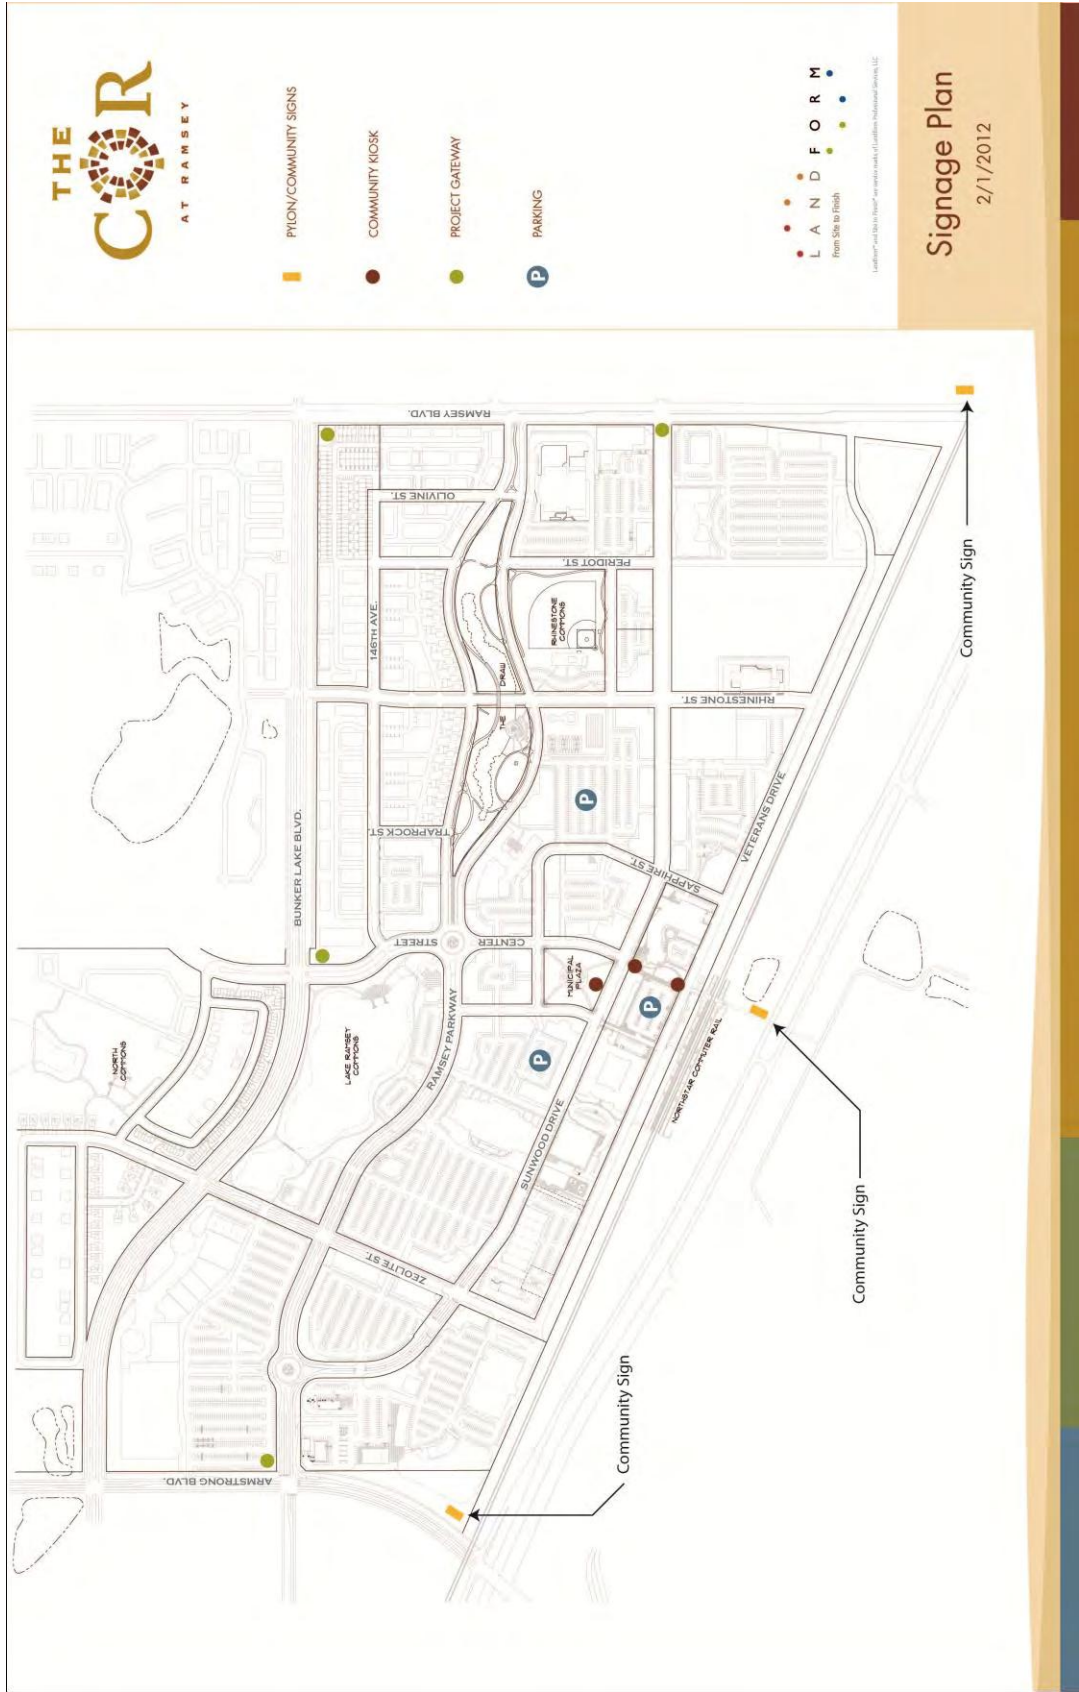 THE
COR
AT RAMSEY
PYLON/COMMUNITY SIGNS
COMMUNITY KIOSK
PROJECT GATEWAY
P PARKING
LANDFORM
From Site to Finish
Signage Plan
2/1/2012
RAMSEY BLVD.
OLIVINE ST.
PERIDOT ST.
146TH AVE.
RHINESTONE
COMMONS
THE DRAW
RHINESTONE ST.
BUNKER LAKE BLVD.
TRAPROCK ST.
P
VETERANS DRIVE
SAPPHIRE ST.
CENTER STREET
MUNICIPAL
PLAZA
P
NORTHSTAR COMMUTER RAIL
NORTH
COMMONS
LAKE RAMSEY
COMMONS
RAMSEY PARKWAY
P
SUNWOOD DRIVE
ZEOLITE ST.
ARMSTRONG BLVD.
Community Sign
Community Sign
Community Sign